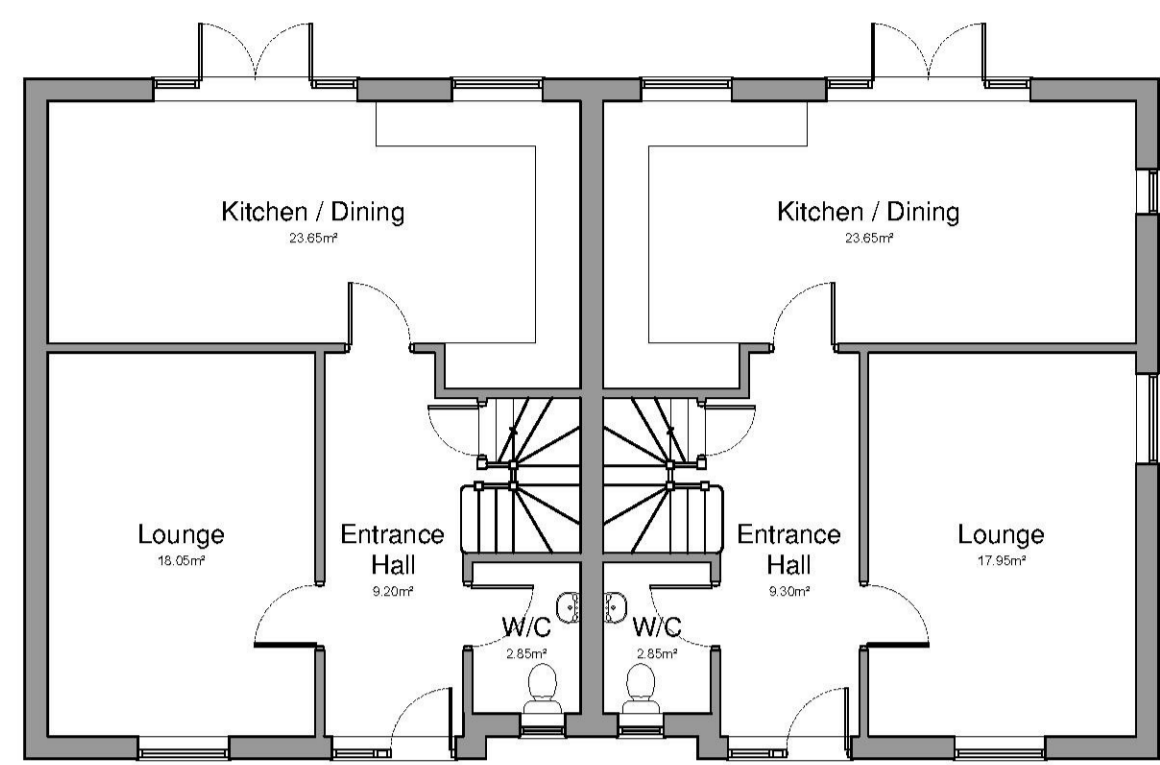 Kitchen / Dining
23.65m²
Kitchen / Dining
23.65m²
Lounge
18.05m²
Entrance
Hall
9.20m²
W/C
2.85m²
W/C
2.85m²
Entrance
Hall
9.30m²
Lounge
17.95m²